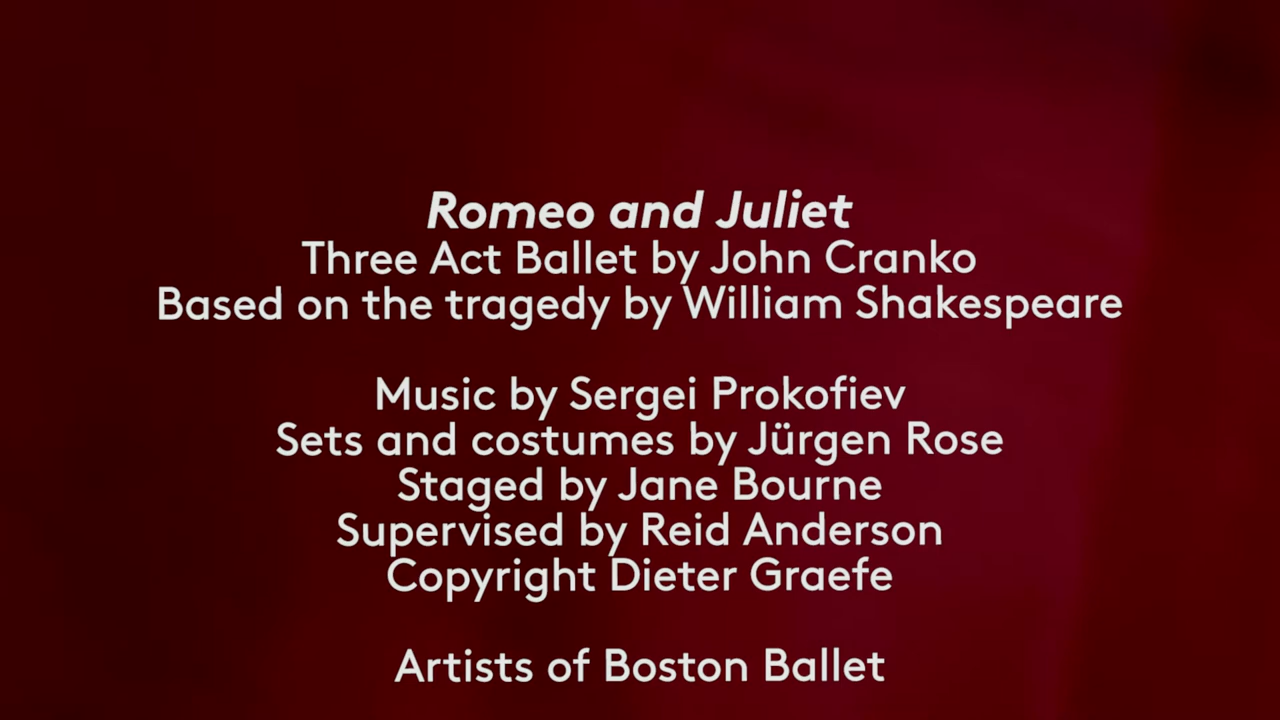 Romeo and Juliet
Three Act Ballet by John Cranko
Based on the tragedy by William Shakespeare
Music by Sergei Prokofiev
Sets and costumes by Jürgen Rose
Staged by Jane Bourne
Supervised by Reid Anderson
Copyright Dieter Graefe
Artists of Boston Ballet